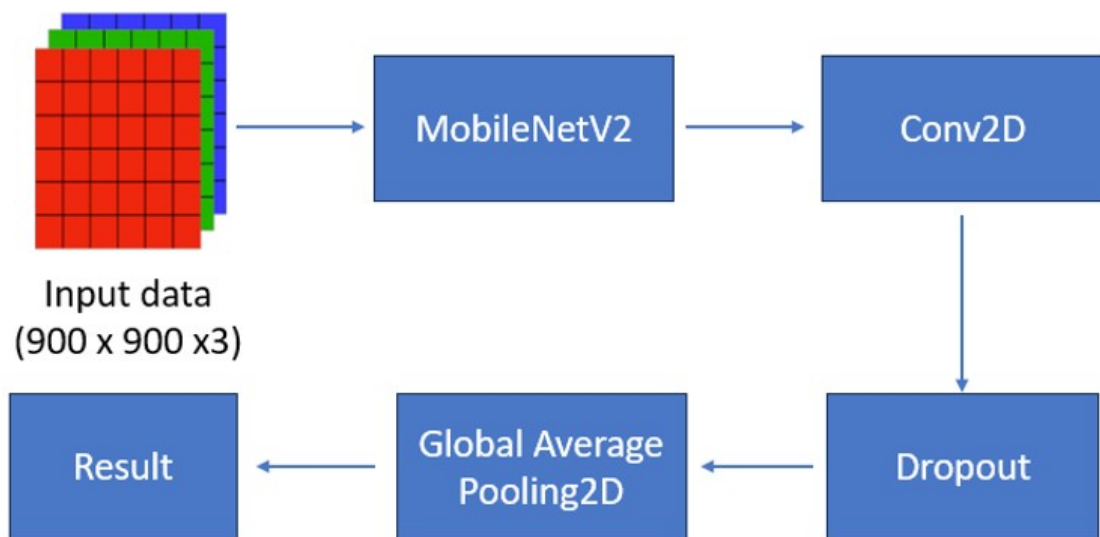 MobileNetV2
Conv2D
Input data
(900 x 900 x3)
Dropout
Global Average
Pooling2D
Result